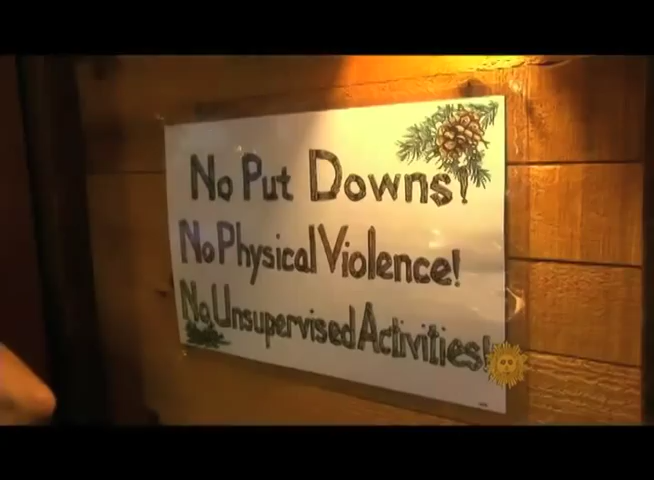 No Put Downs!
No Physical Violence!
No Unsupervised Activities!